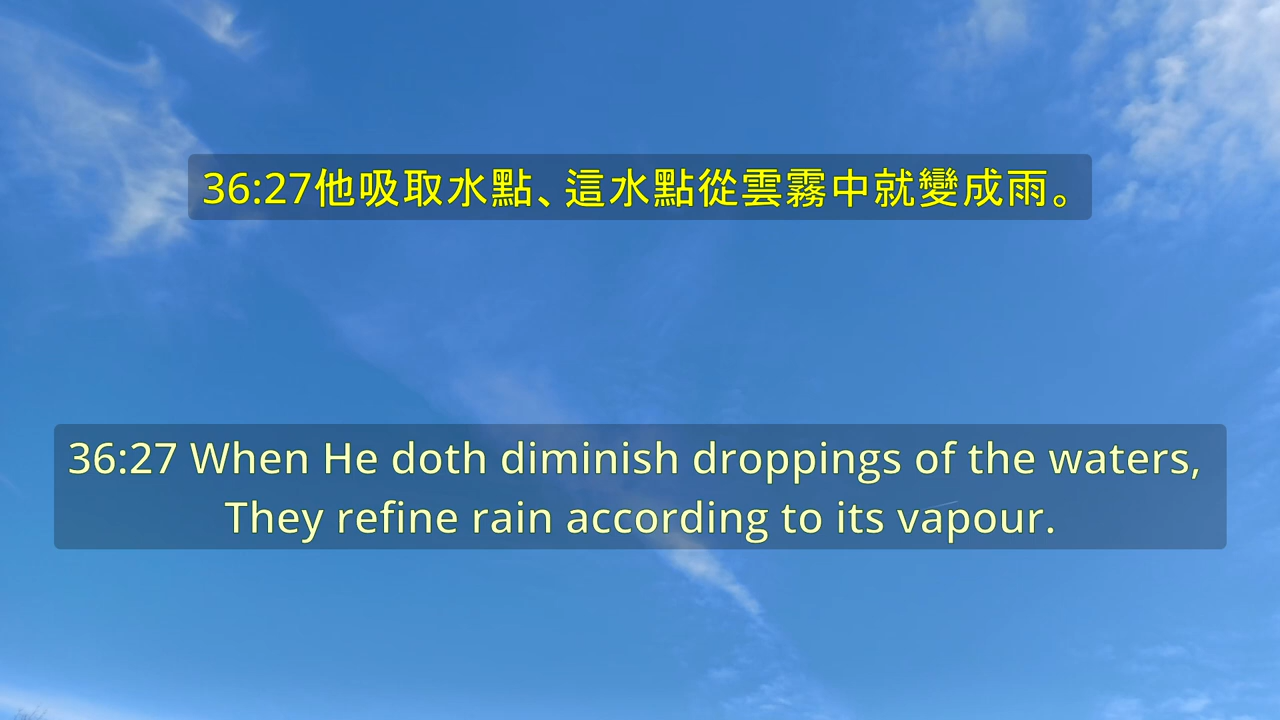 36:27他吸取水點、這水點從雲霧中就變成雨。
36:27 When He doth diminish droppings of the waters,
They refine rain according to its vapour.